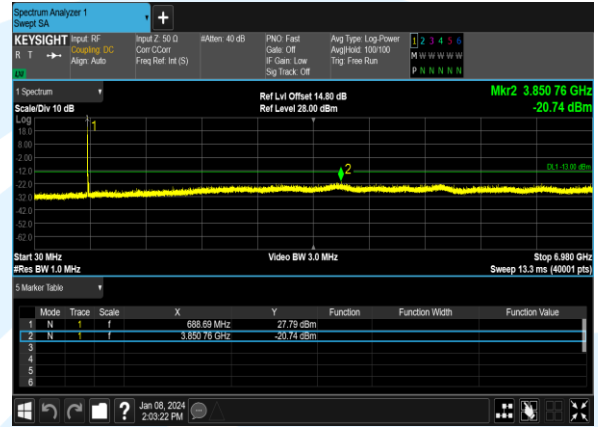 Spectrum Analyzer 1
Swept SA
KEYSIGHT
R T
Input: RF
Coupling: DC
Align: Auto
Input Z: 50 Ω
Corr CCorr
Freq Ref: Int (S)
#Atten: 40 dB
PNO: Fast
Gate: Off
IF Gain: Low
Sig Track: Off
Avg Type: Log-Power
Avg|Hold: 100/100
Trig: Free Run
1 2 3 4 5 6
M W W W W W
P N N N N N
1 Spectrum
Scale/Div 10 dB
Ref Lvl Offset 14.80 dB
Ref Level 28.00 dBm
Mkr2 3.850 76 GHz
-20.74 dBm
Log
18.0
8.00
-2.00
-12.0
-22.0
-32.0
-42.0
-52.0
-62.0
1
2
DL1 -13.00 dBm
Start 30 MHz
#Res BW 1.0 MHz
Video BW 3.0 MHz
Stop 6.980 GHz
Sweep 13.3 ms (40001 pts)
5 Marker Table
Mode Trace Scale X Y Function Function Width Function Value
1 N 1 f 688.69 MHz 27.79 dBm
2 N 1 f 3.850 76 GHz -20.74 dBm
3
4
5
6
?
Jan 08, 2024
2:03:22 PM